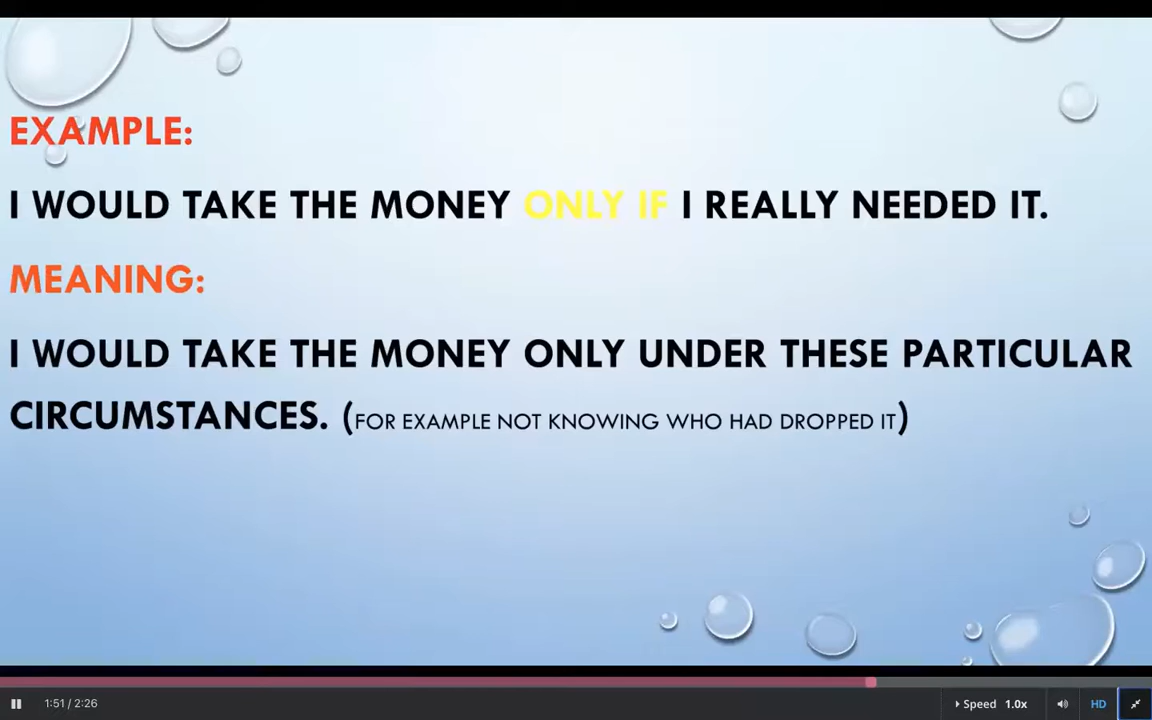 EXAMPLE:
I WOULD TAKE THE MONEY ONLY IF I REALLY NEEDED IT.
MEANING:
I WOULD TAKE THE MONEY ONLY UNDER THESE PARTICULAR
CIRCUMSTANCES. (FOR EXAMPLE NOT KNOWING WHO HAD DROPPED IT)
1:51 / 2:26 Speed 1.0x HD